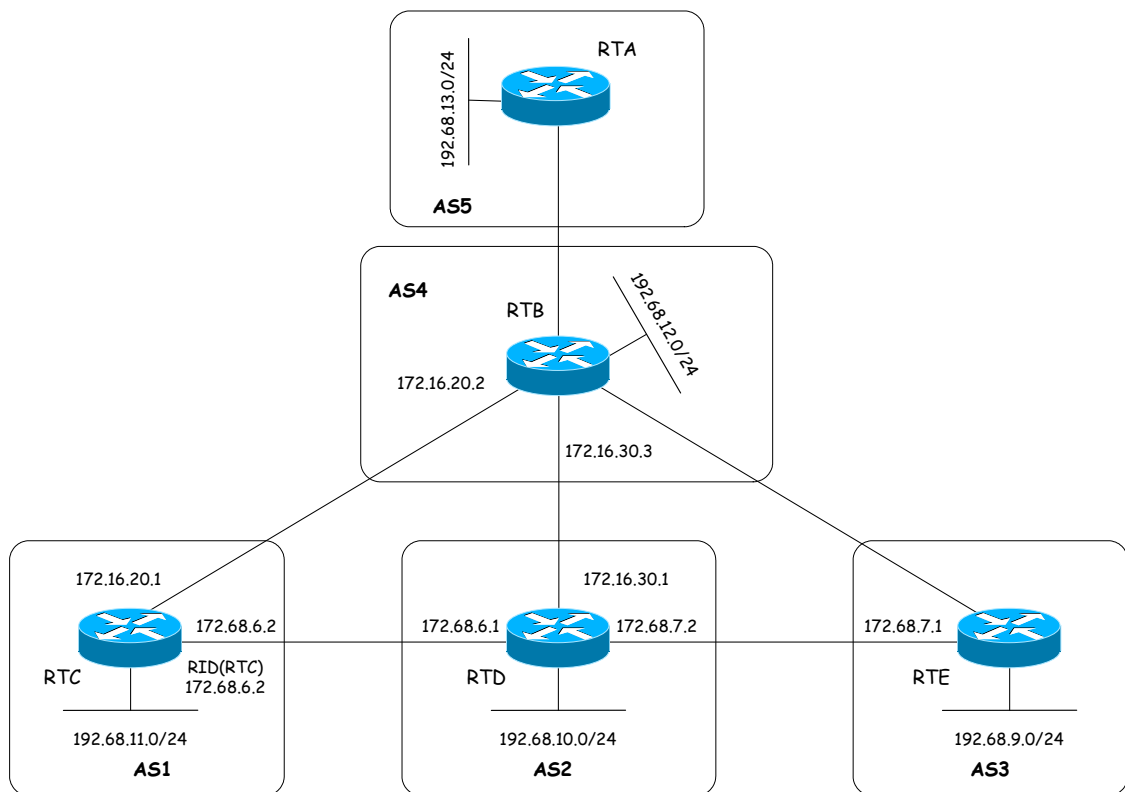 RTA
192.68.13.0/24
AS5
AS4
RTB
192.68.12.0/24
172.16.20.2
172.16.30.3
172.16.20.1
172.16.30.1
172.68.6.2
172.68.6.1
172.68.7.2
172.68.7.1
RTC
RID(RTC)
172.68.6.2
RTD
RTE
192.68.11.0/24
192.68.10.0/24
192.68.9.0/24
AS1
AS2
AS3